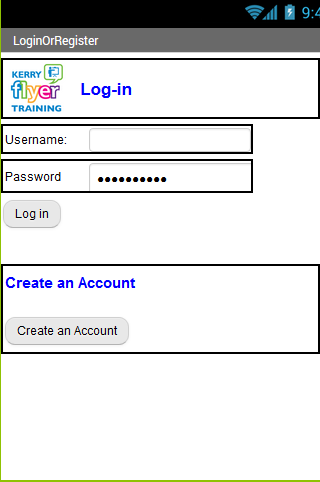 9:4
LoginOrRegister
KERRY
flyer
TRAINING
Log-in
Username:
Password
••••••••••
Log in
Create an Account
Create an Account